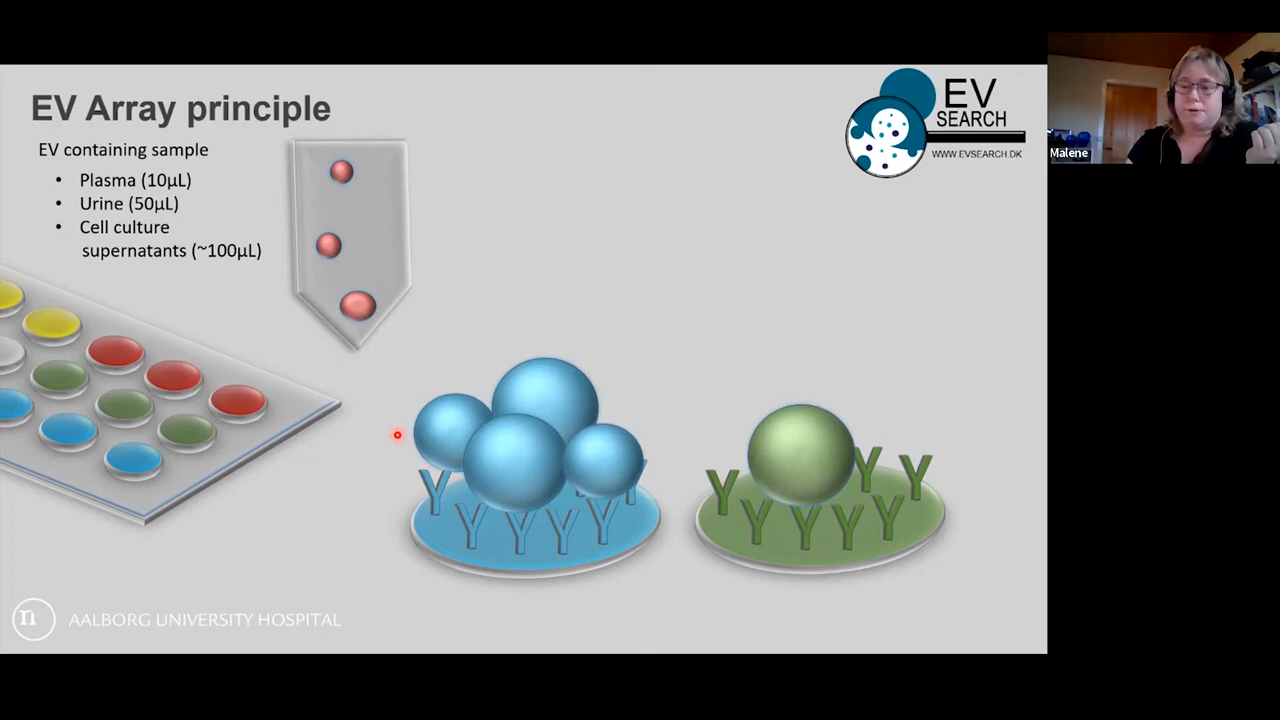 EV Array principle
EV containing sample
• Plasma (10µL)
• Urine (50µL)
• Cell culture
supernatants (~100µL)
EV
SEARCH
WWW.EVSEARCH.DK
Malene
n
AALBORG UNIVERSITY HOSPITAL